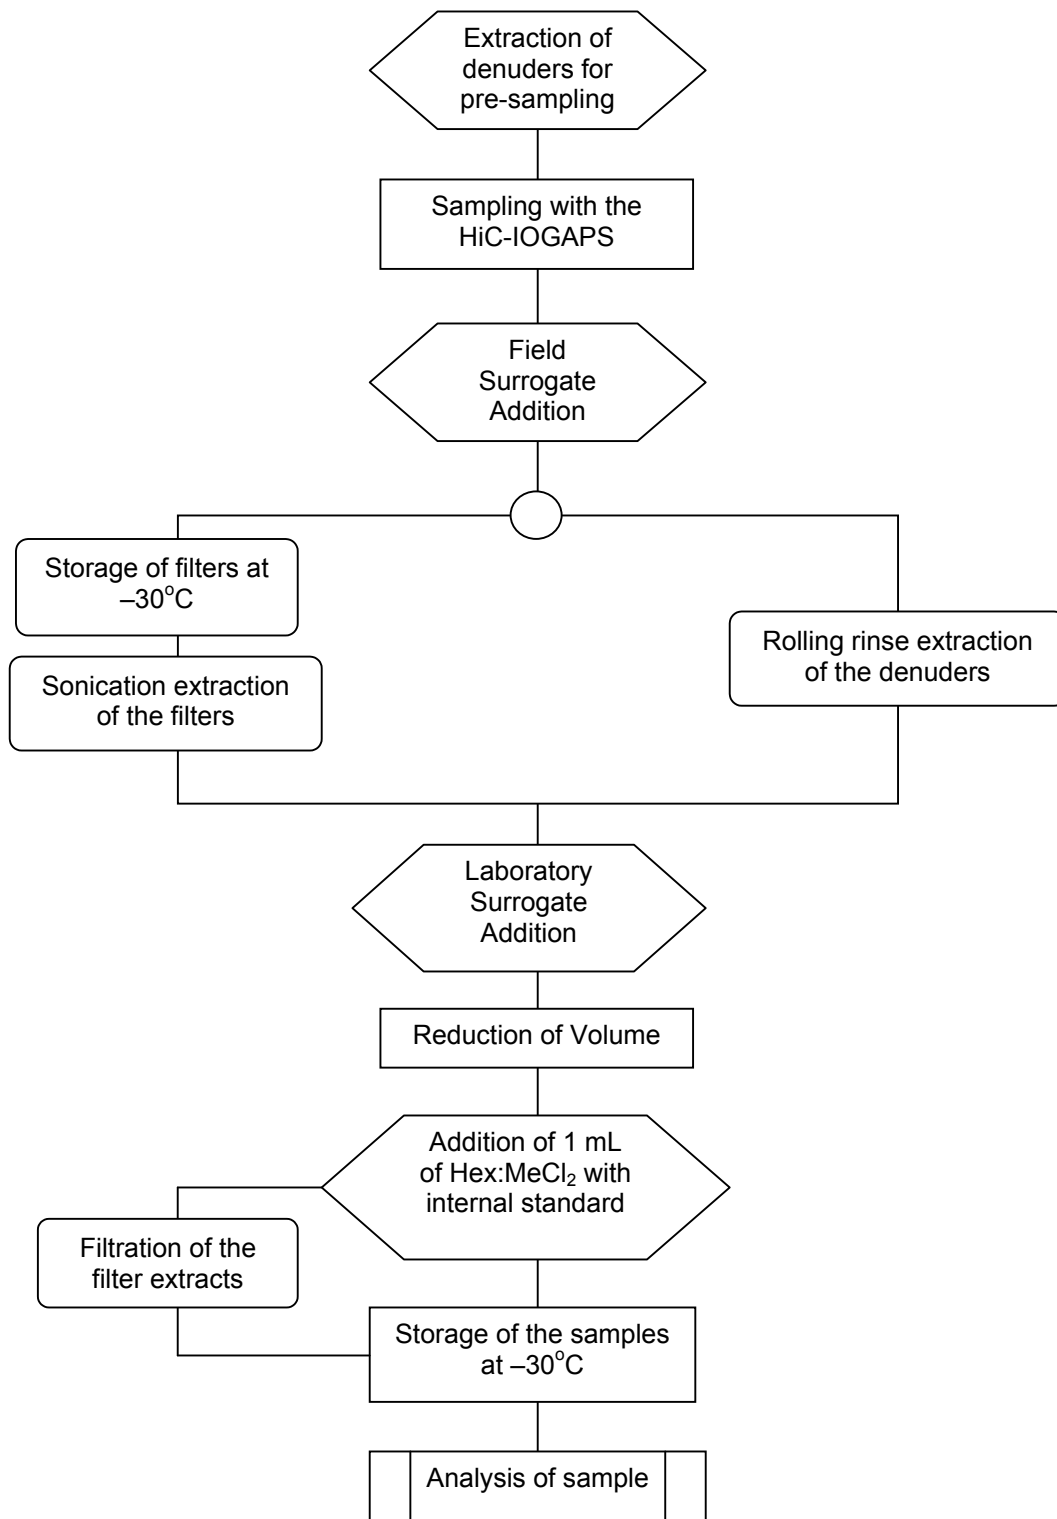 Extraction of
denuders for
pre-sampling
Sampling with the
HiC-IOGAPS
Field
Surrogate
Addition
Storage of filters at
–30°C
Sonication extraction
of the filters
Rolling rinse extraction
of the denuders
Laboratory
Surrogate
Addition
Reduction of Volume
Addition of 1 mL
of Hex:MeCl₂ with
internal standard
Filtration of the
filter extracts
Storage of the samples
at –30°C
Analysis of sample